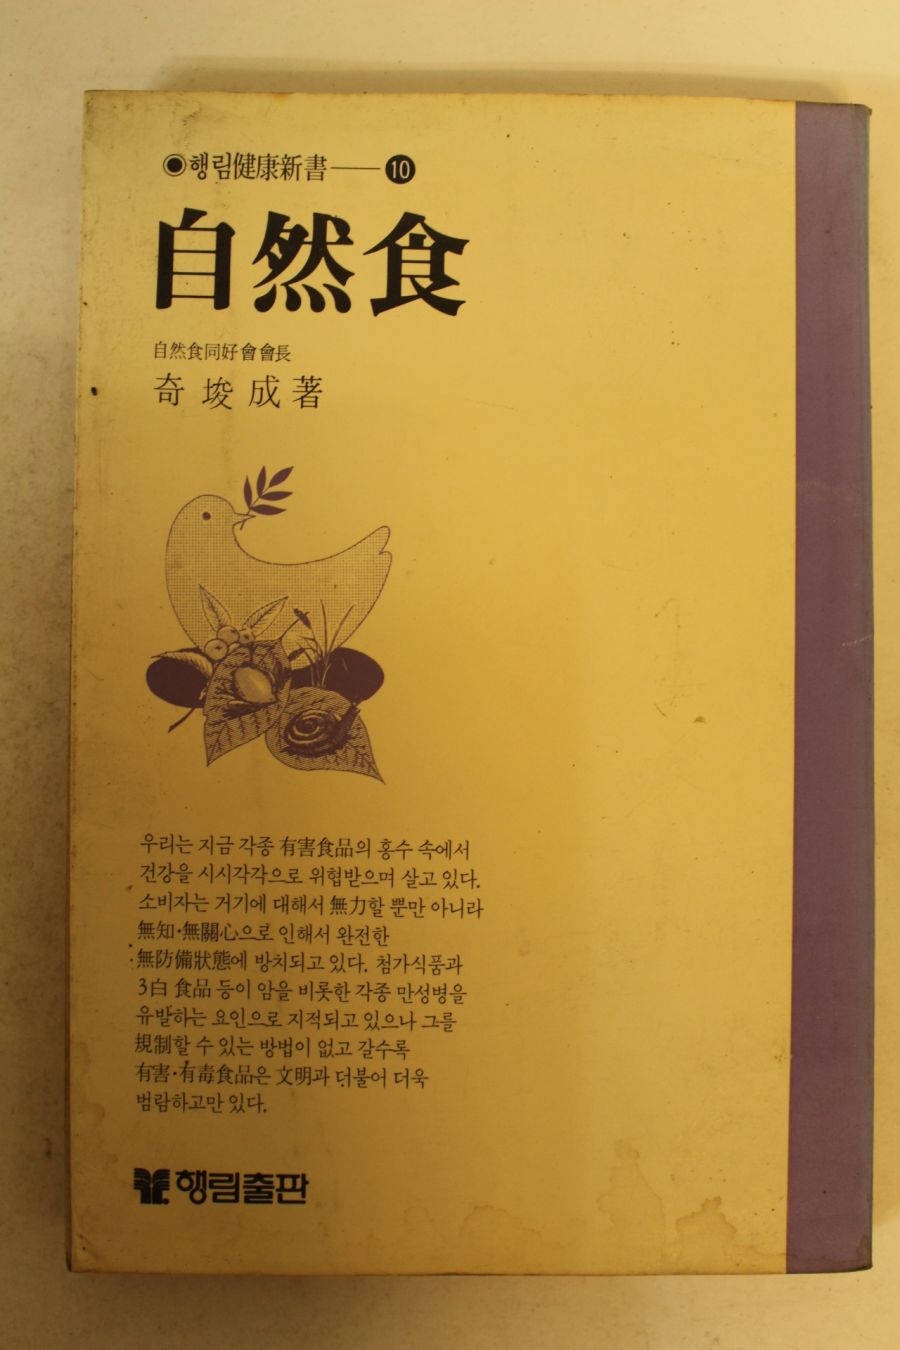 ◉행림健康新書——10
自然食
自然食同好會會長
奇埈成著
우리는 지금 각종 有害食品의 홍수 속에서
건강을 시시각각으로 위협받으며 살고 있다.
소비자는 거기에 대해서 無力할 뿐만 아니라
無知·無關心으로 인해서 완전한
無防備狀態에 방치되고 있다. 첨가식품과
3白 食品 등이 암을 비롯한 각종 만성병을
유발하는 요인으로 지적되고 있으나 그를
規制할 수 있는 방법이 없고 갈수록
有害·有毒食品은 文明과 더불어 더욱
범람하고만 있다.
행림출판